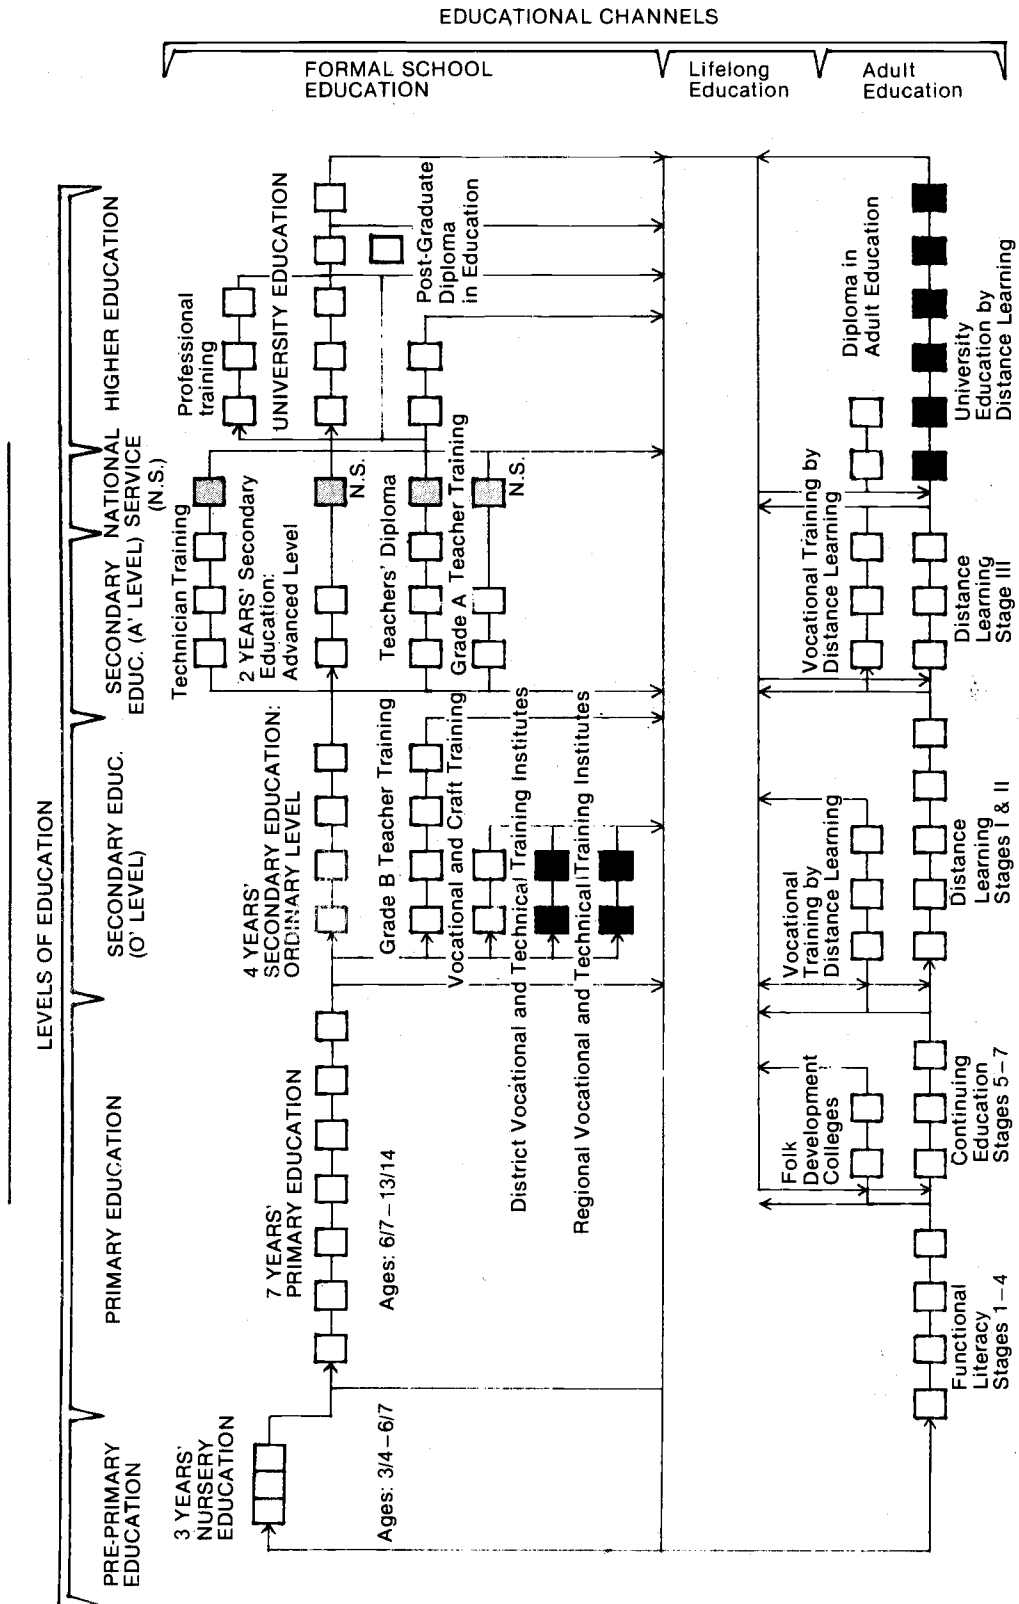 EDUCATIONAL CHANNELS
FORMAL SCHOOL
EDUCATION
Lifelong
Education
Adult
Education
LEVELS OF EDUCATION
PRE-PRIMARY
EDUCATION
PRIMARY EDUCATION
SECONDARY EDUC.
(O' LEVEL)
SECONDARY
EDUC. (A' LEVEL)
NATIONAL
SERVICE
(N.S.)
HIGHER EDUCATION
3 YEARS'
NURSERY
EDUCATION
Ages: 3/4–6/7
7 YEARS'
PRIMARY EDUCATION
Ages: 6/7–13/14
4 YEARS'
SECONDARY EDUCATION:
ORDINARY LEVEL
Grade B Teacher Training
Vocational and Craft Training
District Vocational and Technical Training Institutes
Regional Vocational and Technical Training Institutes
Technician Training
2 YEARS' Secondary
Education:
Advanced Level
N.S.
Teachers' Diploma
Grade A Teacher Training
N.S.
Professional
training
UNIVERSITY EDUCATION
Post-Graduate
Diploma
in Education
Functional
Literacy
Stages 1–4
Folk
Development
Colleges
Continuing
Education
Stages 5–7
Vocational
Training by
Distance Learning
Distance
Learning
Stages I & II
Vocational Training by
Distance Learning
Distance
Learning
Stage III
Diploma in
Adult Education
University
Education by
Distance Learning